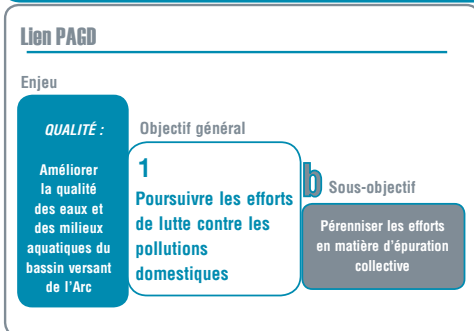 Lien PAGD
Enjeu
QUALITÉ :
Améliorer
la qualité
des eaux et
des milieux
aquatiques du
bassin versant
de l'Arc
Objectif général
1
Poursuivre les efforts
de lutte contre les
pollutions
domestiques
b Sous-objectif
Pérenniser les efforts
en matière d'épuration
collective